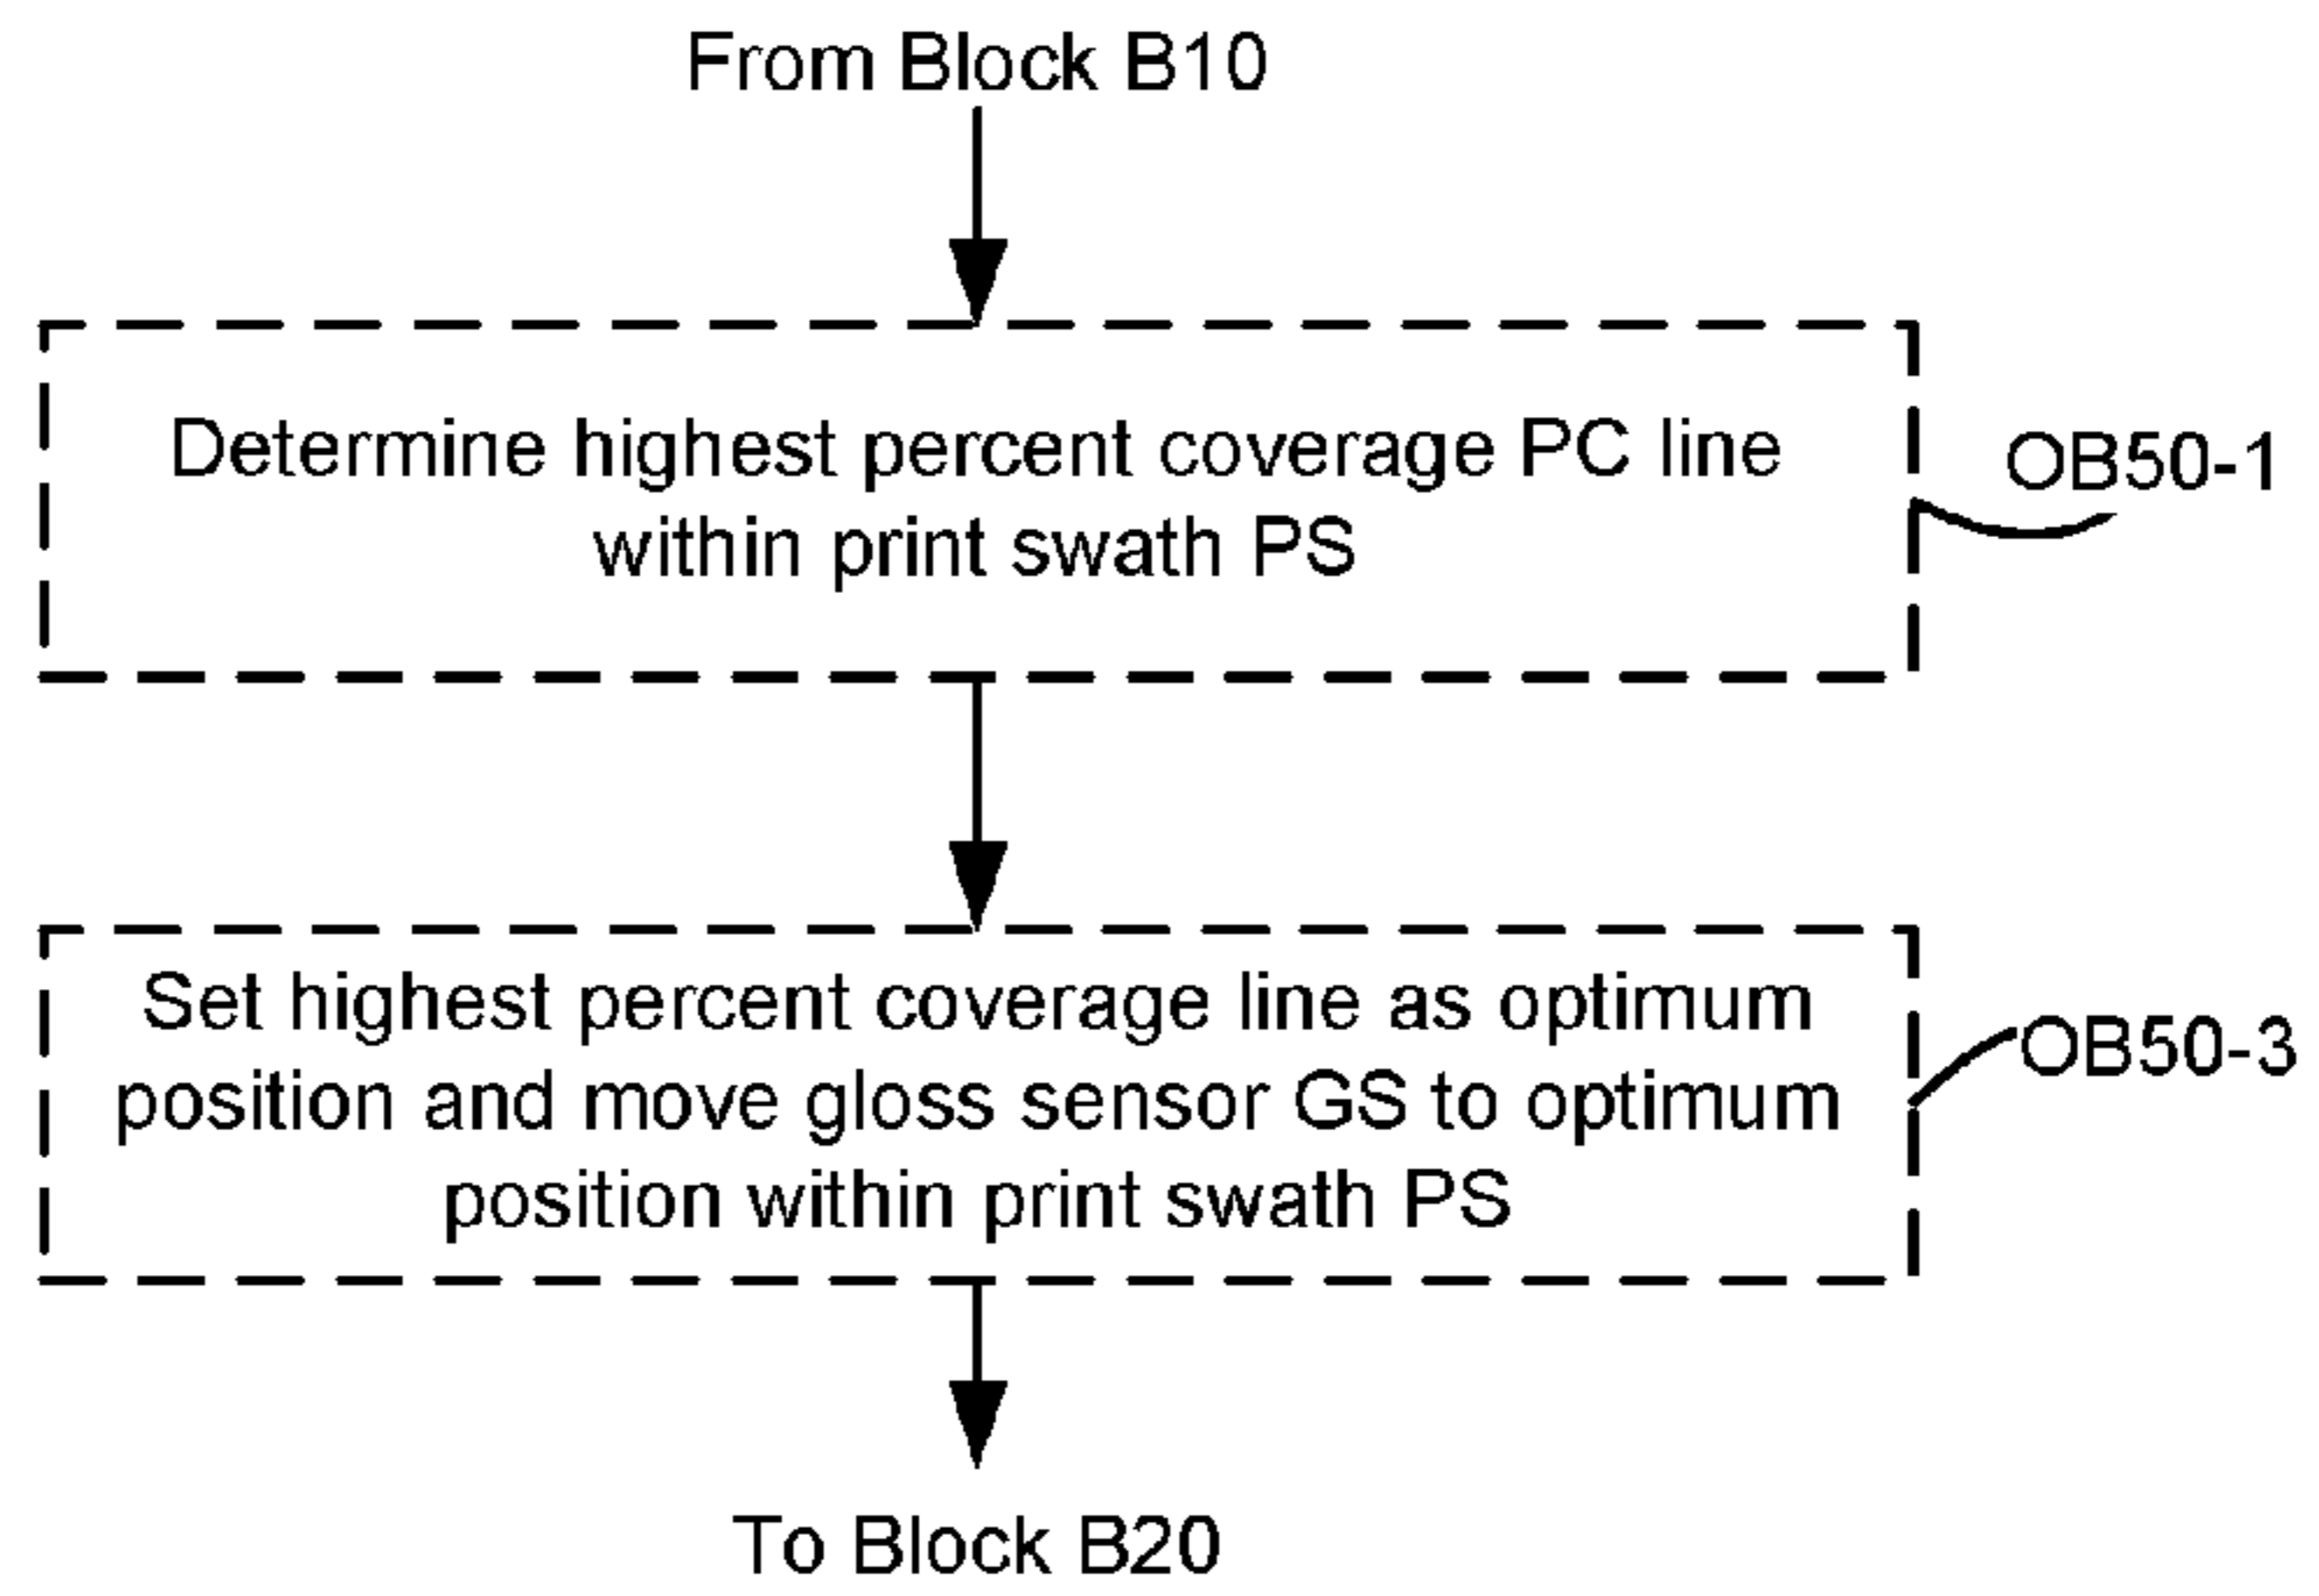 From Block B10
Determine highest percent coverage PC line
within print swath PS
OB50-1
Set highest percent coverage line as optimum
position and move gloss sensor GS to optimum
position within print swath PS
OB50-3
To Block B20